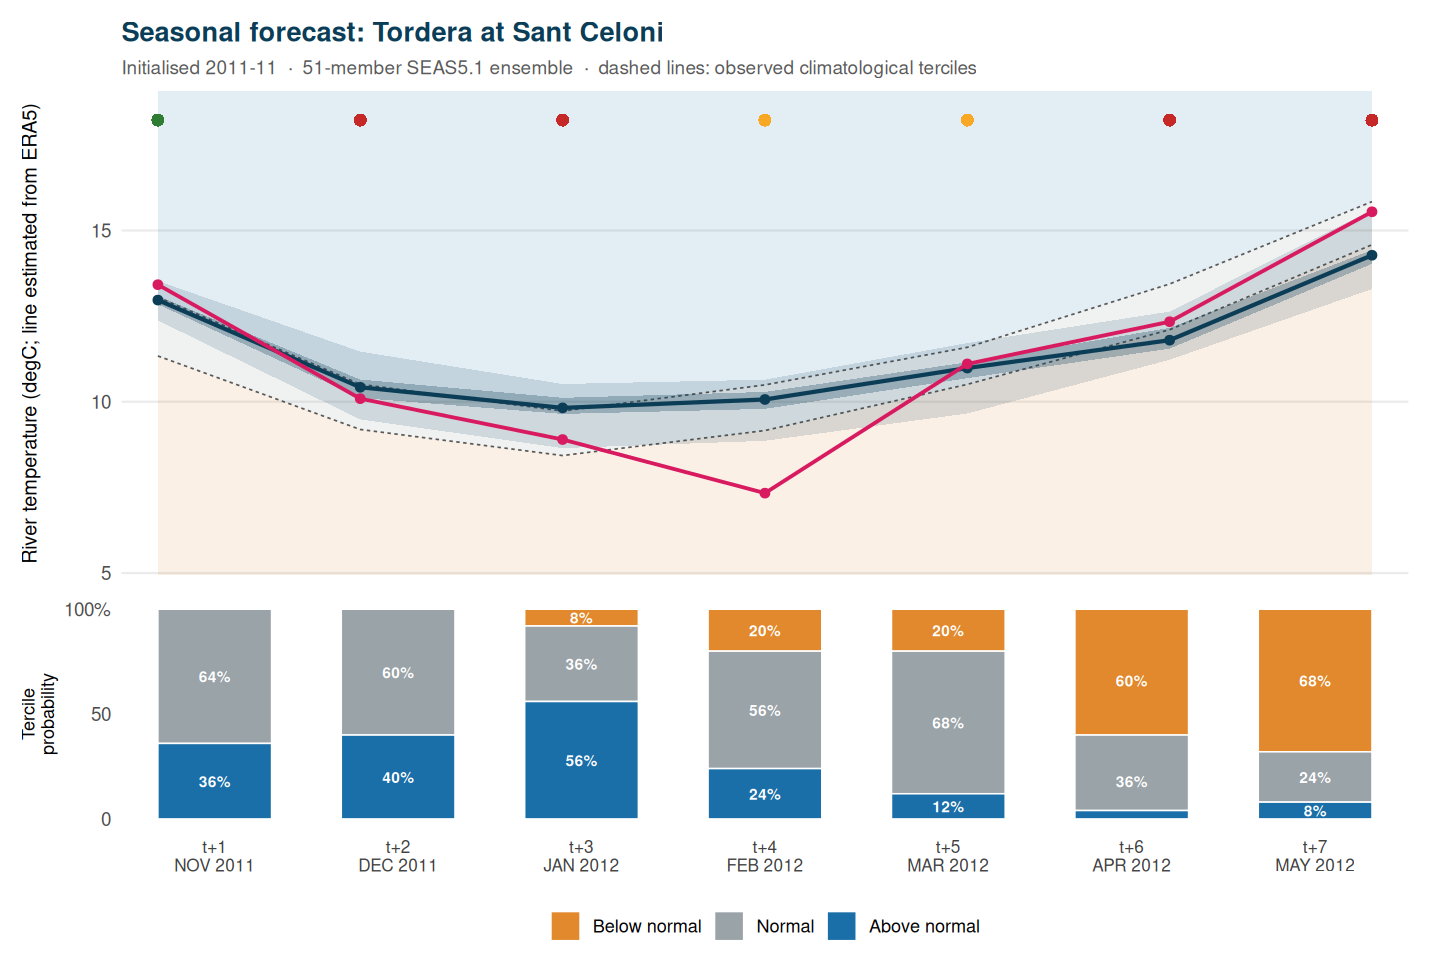 Seasonal forecast: Tordera at Sant Celoni
Initialised 2011-11 · 51-member SEAS5.1 ensemble · dashed lines: observed climatological terciles
River temperature (degC; line estimated from ERA5)
15
10
5
Tercile
probability
100%
50
0
64%
36%
60%
40%
8%
36%
56%
20%
56%
24%
20%
68%
12%
60%
36%
68%
24%
8%
t+1
NOV 2011
t+2
DEC 2011
t+3
JAN 2012
t+4
FEB 2012
t+5
MAR 2012
t+6
APR 2012
t+7
MAY 2012
Below normal
Normal
Above normal